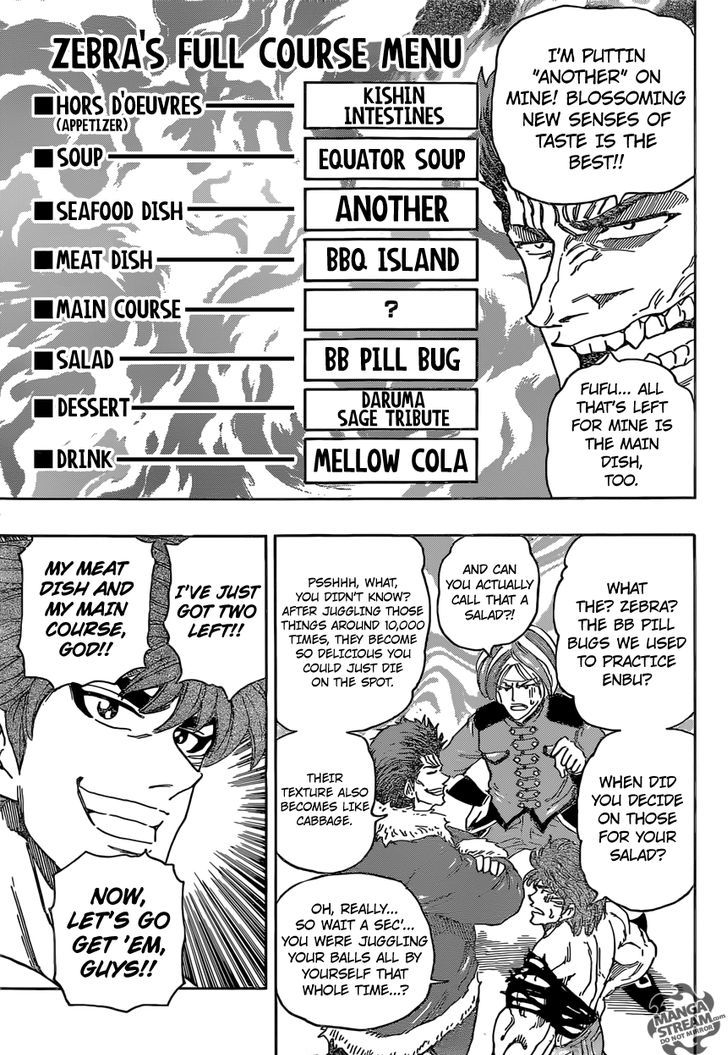 ZEBRA'S FULL COURSE MENU
HORS D'OEUVRES
(APPETIZER)
KISHIN
INTESTINES
SOUP
EQUATOR SOUP
SEAFOOD DISH
ANOTHER
MEAT DISH
BBQ ISLAND
MAIN COURSE
?
SALAD
BB PILL BUG
DESSERT
DARUMA
SAGE TRIBUTE
DRINK
MELLOW COLA
I'M PUTTIN
"ANOTHER" ON
MINE! BLOSSOMING
NEW SENSES OF
TASTE IS THE
BEST!!
FUFU... ALL
THAT'S LEFT
FOR MINE IS
THE MAIN
DISH,
TOO.
WHAT
THE? ZEBRA?
THE BB PILL
BUGS WE USED
TO PRACTICE
ENBU?
WHEN DID
YOU DECIDE
ON THOSE
FOR YOUR
SALAD?
AND CAN
YOU ACTUALLY
CALL THAT A
SALAD?!
PSSHHH, WHAT,
YOU DIDN'T KNOW?
AFTER JUGGLING THOSE
THINGS AROUND 10,000
TIMES, THEY BECOME
SO DELICIOUS YOU
COULD JUST DIE
ON THE SPOT.
THEIR
TEXTURE ALSO
BECOMES LIKE
CABBAGE.
OH, REALLY...
SO WAIT A SEC'...
YOU WERE JUGGLING
YOUR BALLS ALL BY
YOURSELF THAT
WHOLE TIME...?
I'VE JUST
GOT TWO
LEFT!!
MY MEAT
DISH AND
MY MAIN
COURSE,
GOD!!
NOW,
LET'S GO
GET 'EM,
GUYS!!
MANGA
STREAM.com
DO NOT MIRROR